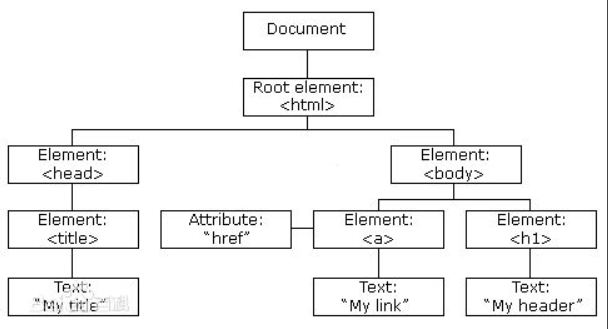 Document
Root element:
<html>
Element:
<head>
Element:
<body>
Element:
<title>
Attribute:
“href”
Element:
<a>
Element:
<h1>
Text:
“My title”
Text:
“My link”
Text:
“My header”